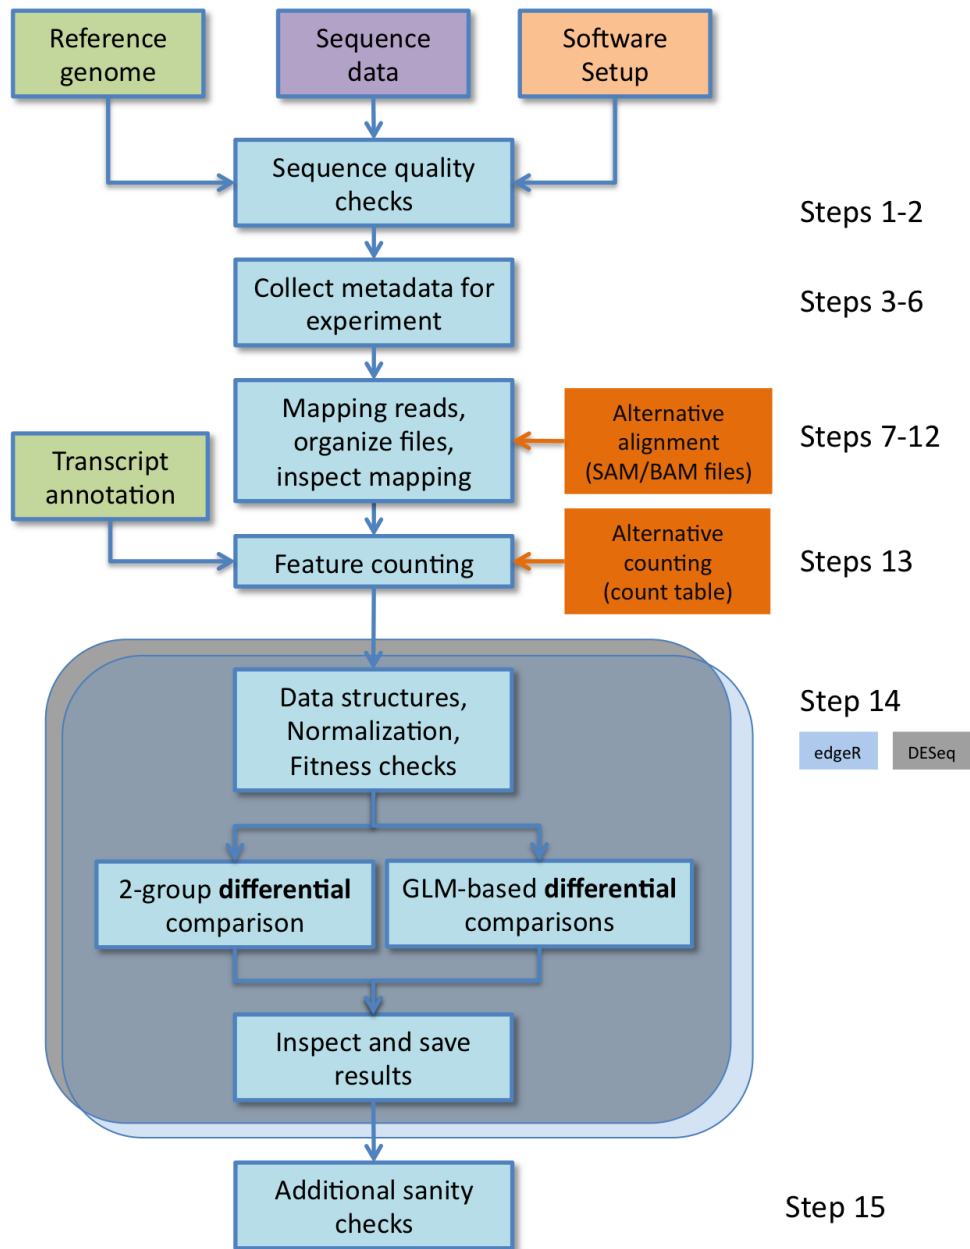 Reference
genome
Sequence
data
Software
Setup
Sequence quality
checks
Steps 1-2
Collect metadata for
experiment
Steps 3-6
Mapping reads,
organize files,
inspect mapping
Alternative
alignment
(SAM/BAM files)
Steps 7-12
Transcript
annotation
Feature counting
Alternative
counting
(count table)
Steps 13
Data structures,
Normalization,
Fitness checks
Step 14
edgeR
DESeq
2-group differential
comparison
GLM-based differential
comparisons
Inspect and save
results
Additional sanity
checks
Step 15